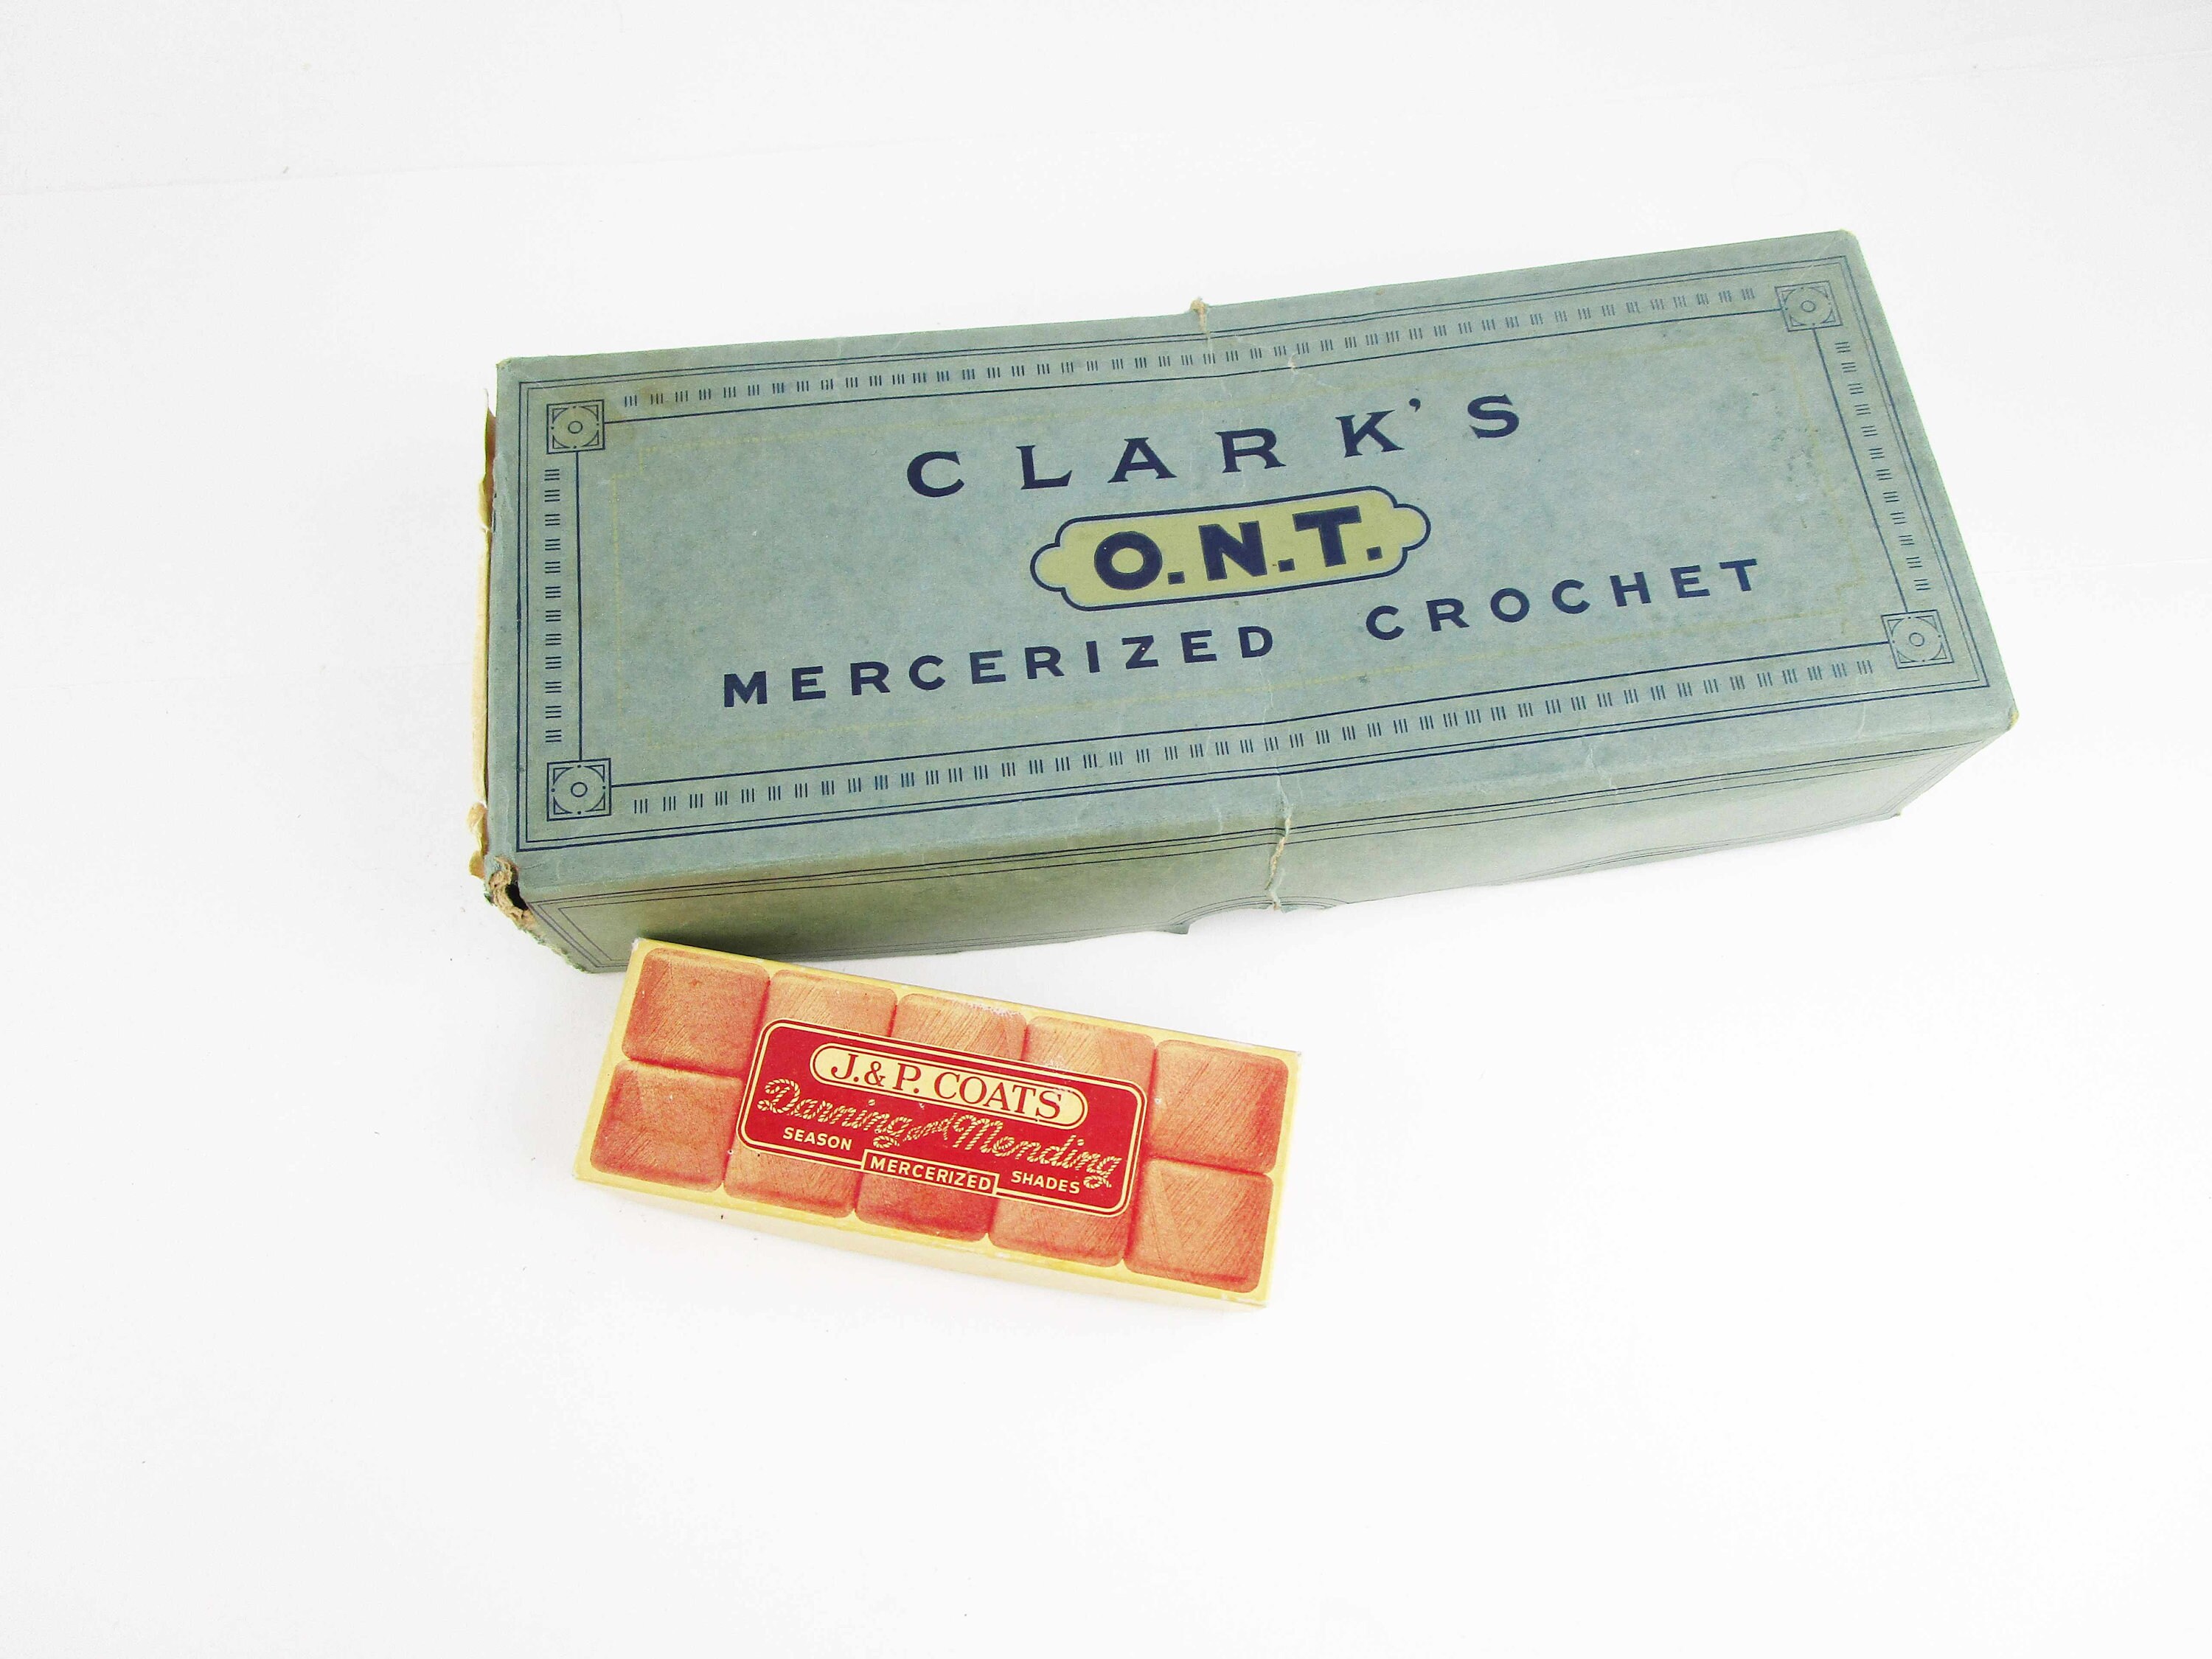 CLARK'S
O.N.T.
MERCERIZED CROCHET
J. & P. COATS
Darning and Mending
SEASON MERCERIZED SHADES